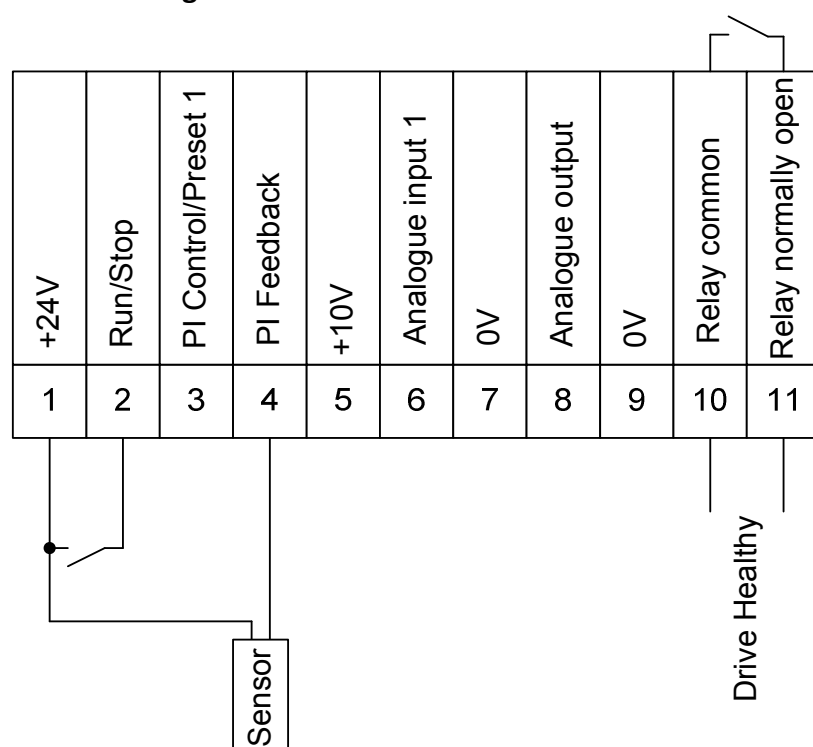 +24V
Run/Stop
PI Control/Preset 1
PI Feedback
+10V
Analogue input 1
0V
Analogue output
0V
Relay common
Relay normally open
1 2 3 4 5 6 7 8 9 10 11
Sensor
Drive Healthy